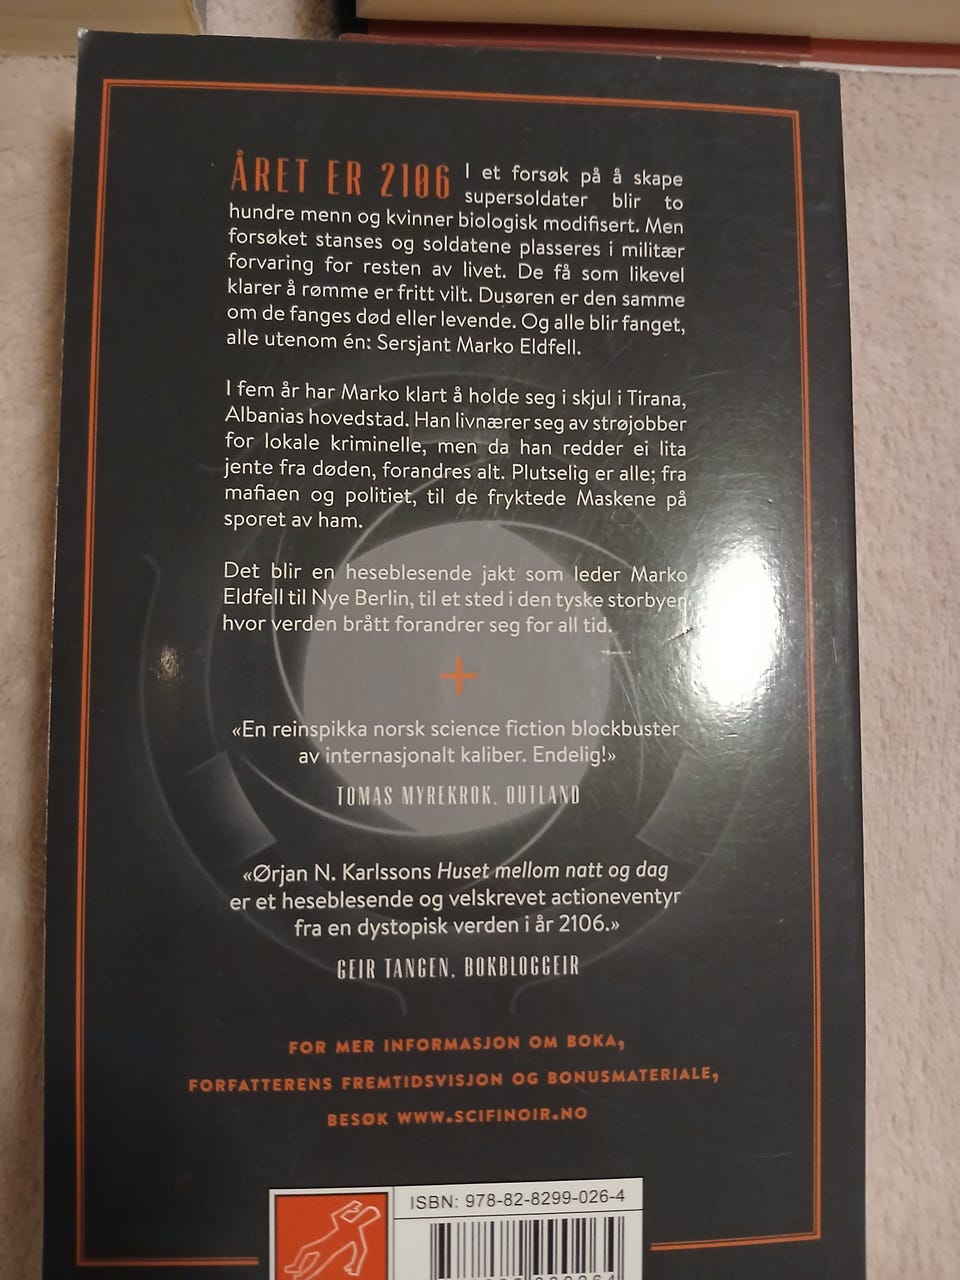 ÅRET ER 2106 I et forsøk på å skape
supersoldater blir to
hundre menn og kvinner biologisk modifisert. Men
forsøket stanses og soldatene plasseres i militær
forvaring for resten av livet. De få som likevel
klarer å rømme er fritt vilt. Dusøren er den samme
om de fanges død eller levende. Og alle blir fanget,
alle utenom én: Sersjant Marko Eldfell.
I fem år har Marko klart å holde seg i skjul i Tirana,
Albanias hovedstad. Han livnærer seg av strøjobber
for lokale kriminelle, men da han redder ei lita
jente fra døden, forandres alt. Plutselig er alle; fra
mafiaen og politiet, til de fryktede Maskene på
sporet av ham.
Det blir en heseblesende jakt som leder Marko
Eldfell til Nye Berlin, til et sted i den tyske storbyen
hvor verden brått forandrer seg for all tid.
«En reinspikka norsk science fiction blockbuster
av internasjonalt kaliber. Endelig!»
TOMAS MYREKROK, OUTLAND
«Ørjan N. Karlssons Huset mellom natt og dag
er et heseblesende og velskrevet actioneventyr
fra en dystopisk verden i år 2106.»
GEIR TANGEN, BOKBLOGGEIR
FOR MER INFORMASJON OM BOKA,
FORFATTERENS FREMTIDSVISJON OG BONUSMATERIALE,
BESØK WWW.SCIFINOIR.NO
ISBN: 978-82-8299-026-4